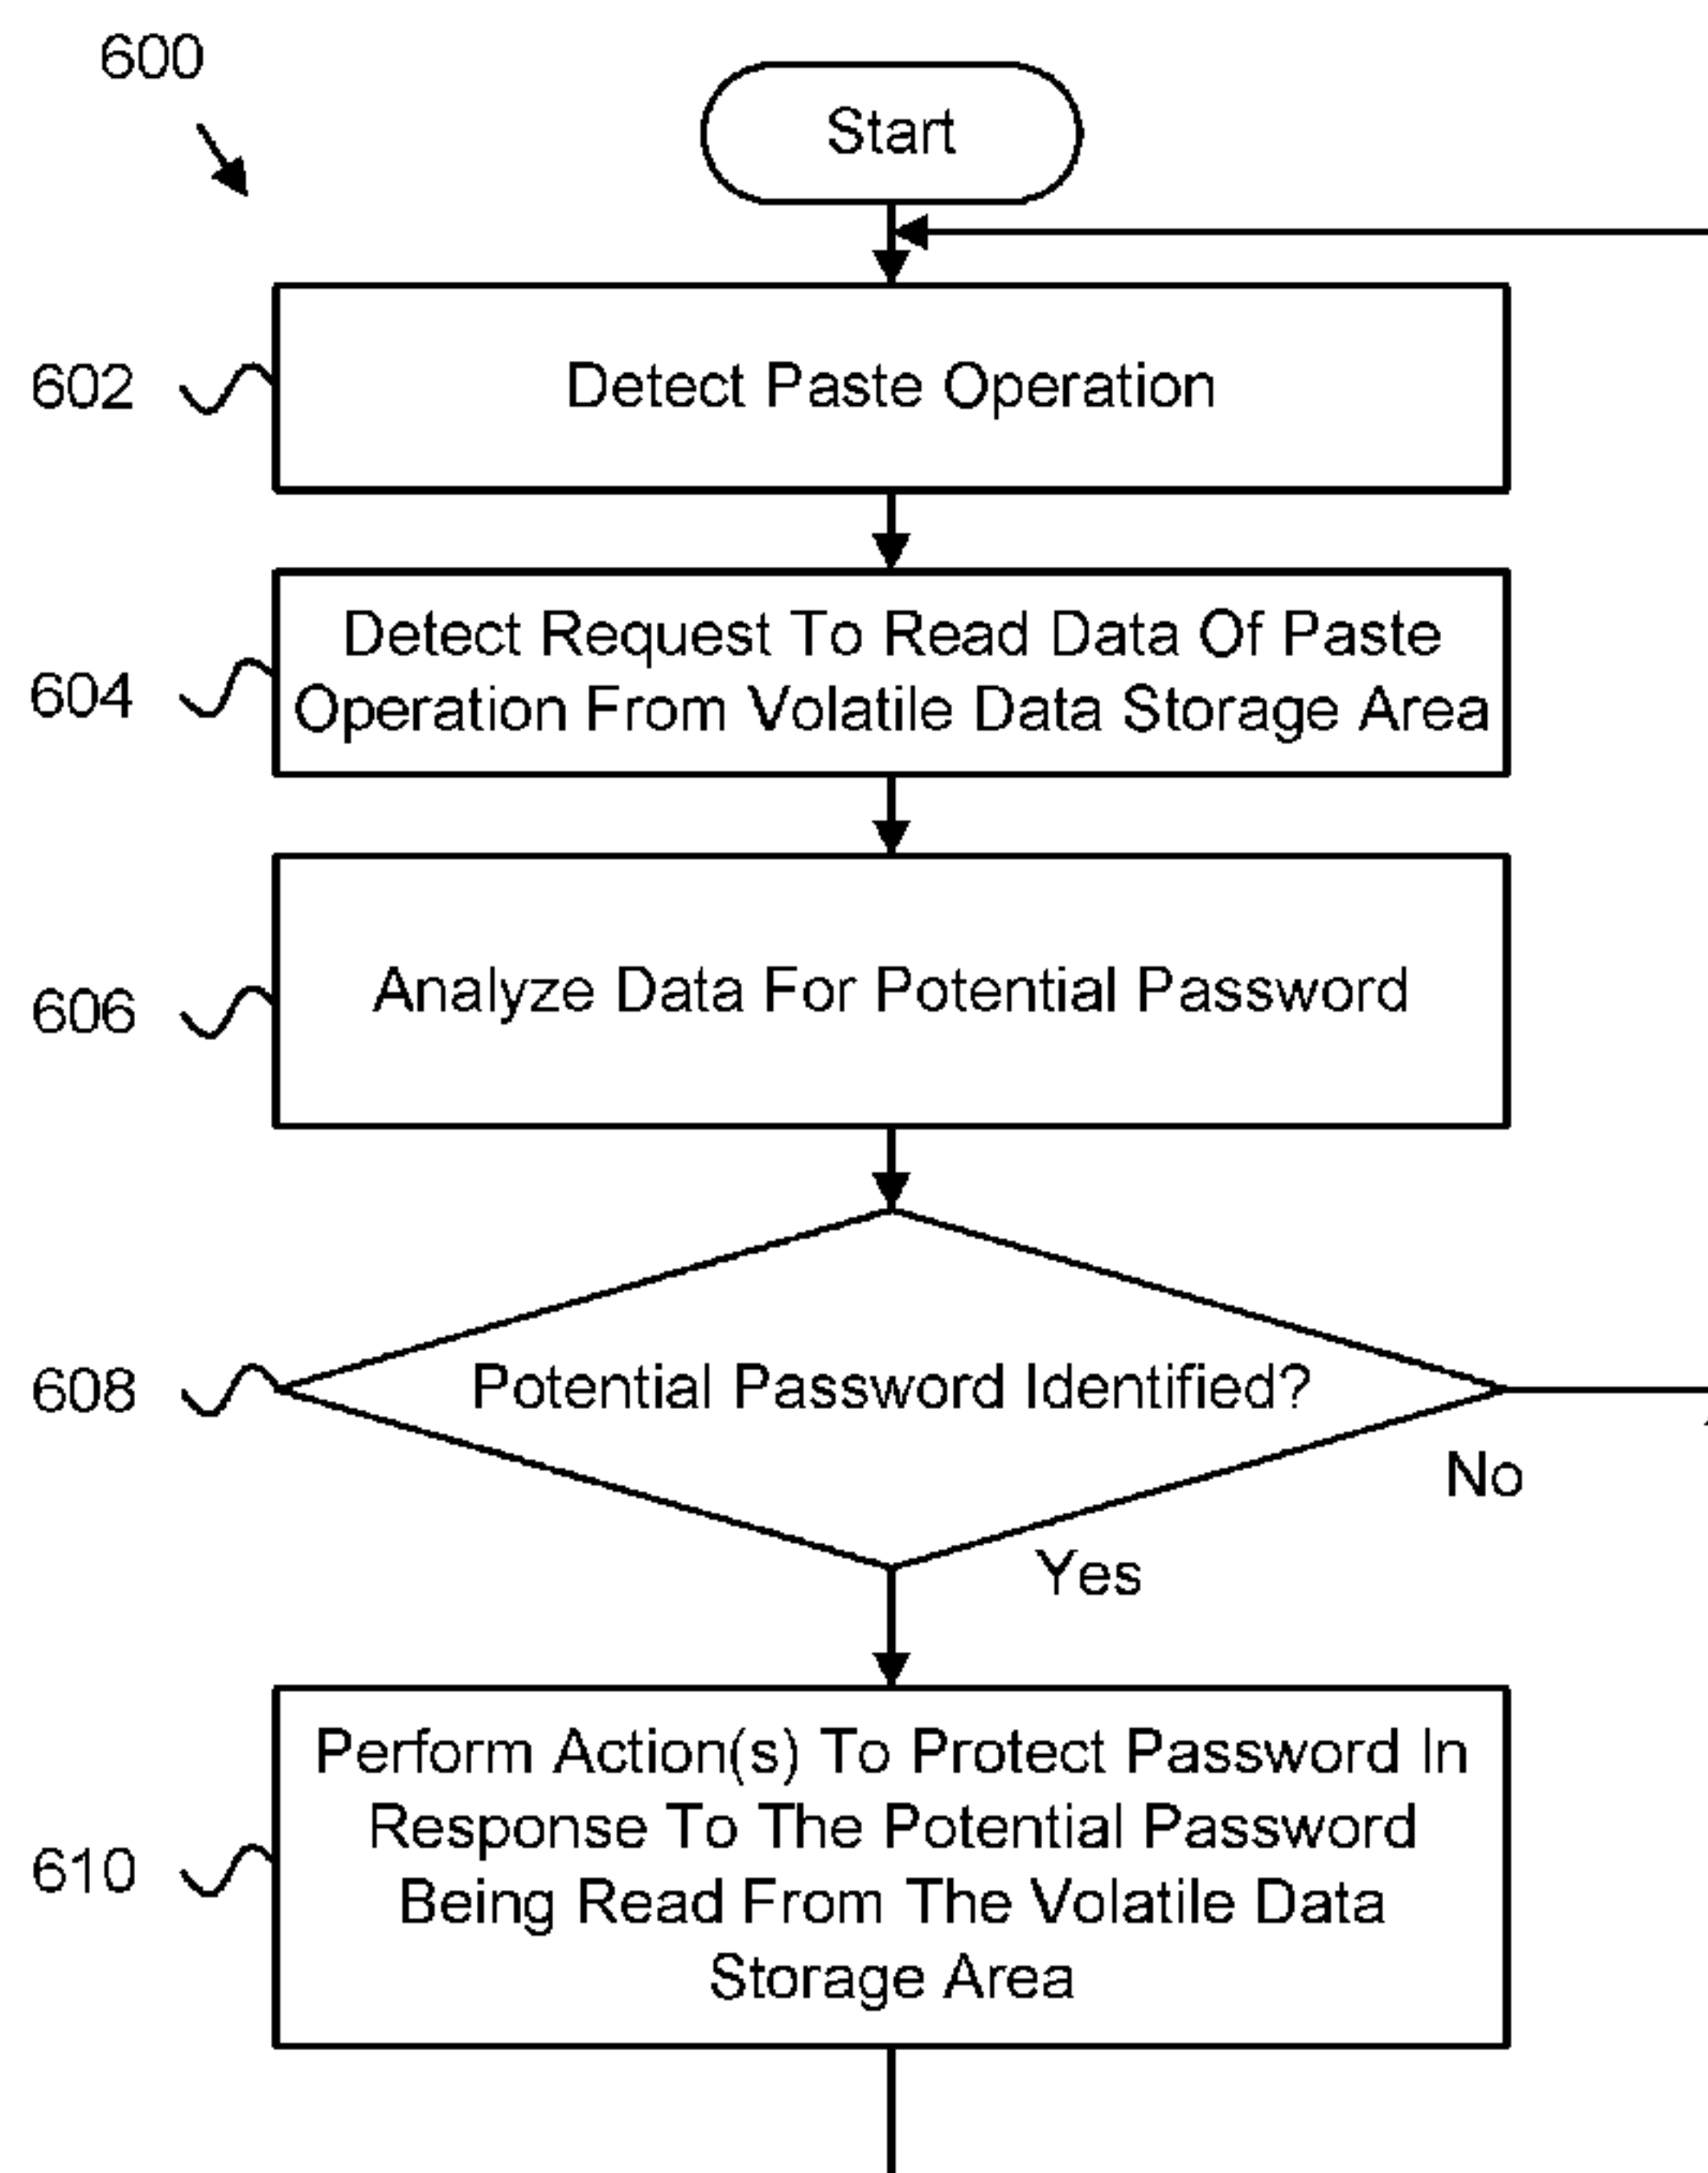 600
Start
602
Detect Paste Operation
604
Detect Request To Read Data Of Paste
Operation From Volatile Data Storage Area
606
Analyze Data For Potential Password
608
Potential Password Identified?
No
Yes
610
Perform Action(s) To Protect Password In
Response To The Potential Password
Being Read From The Volatile Data
Storage Area